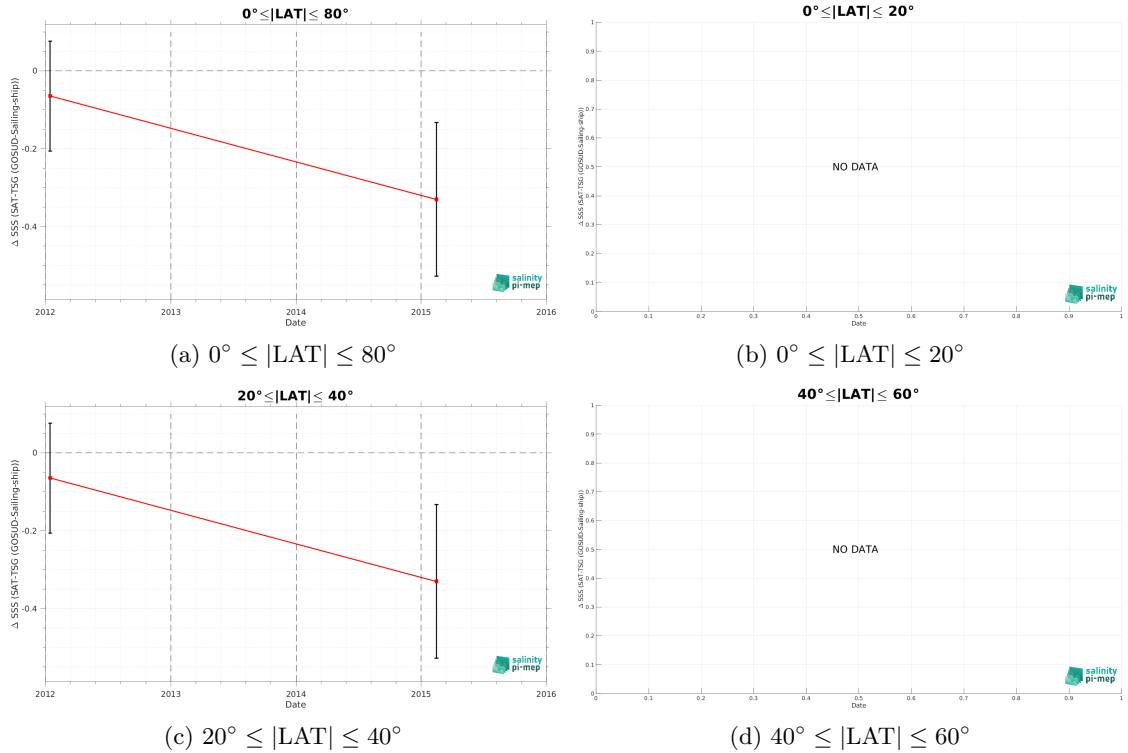 0°≤|LAT|≤ 80°
0
-0.2
-0.4
Δ SSS (SAT-TSG (GOSUD-Sailing-ship))
2012 2013 2014 2015 2016
Date
salinity
pi-mep
(a) 0° ≤ |LAT| ≤ 80°
0°≤|LAT|≤ 20°
1
0.9
0.8
0.7
0.6
0.5
0.4
0.3
0.2
0.1
0
Δ SSS (SAT-TSG (GOSUD-Sailing-ship))
NO DATA
0 0.1 0.2 0.3 0.4 0.5 0.6 0.7 0.8 0.9 1
Date
salinity
pi-mep
(b) 0° ≤ |LAT| ≤ 20°
20°≤|LAT|≤ 40°
0
-0.2
-0.4
Δ SSS (SAT-TSG (GOSUD-Sailing-ship))
2012 2013 2014 2015 2016
Date
salinity
pi-mep
(c) 20° ≤ |LAT| ≤ 40°
40°≤|LAT|≤ 60°
1
0.9
0.8
0.7
0.6
0.5
0.4
0.3
0.2
0.1
0
Δ SSS (SAT-TSG (GOSUD-Sailing-ship))
NO DATA
0 0.1 0.2 0.3 0.4 0.5 0.6 0.7 0.8 0.9 1
Date
salinity
pi-mep
(d) 40° ≤ |LAT| ≤ 60°